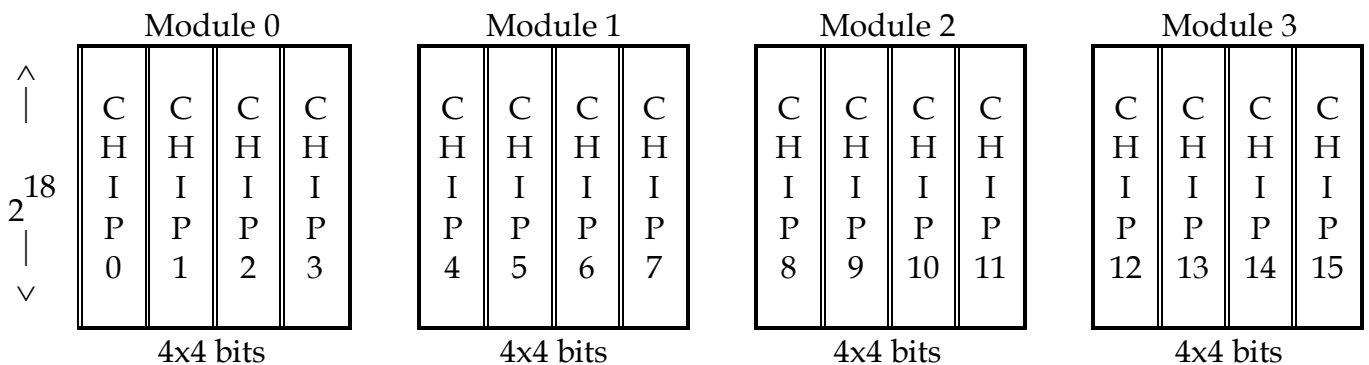 Module 0 Module 1 Module 2 Module 3
^
|
2^18
|
v
C C C C C C C C C C C C C C C C
H H H H H H H H H H H H H H H H
I I I I I I I I I I I I I I I I
P P P P P P P P P P P P P P P P
0 1 2 3 4 5 6 7 8 9 10 11 12 13 14 15
4x4 bits 4x4 bits 4x4 bits 4x4 bits